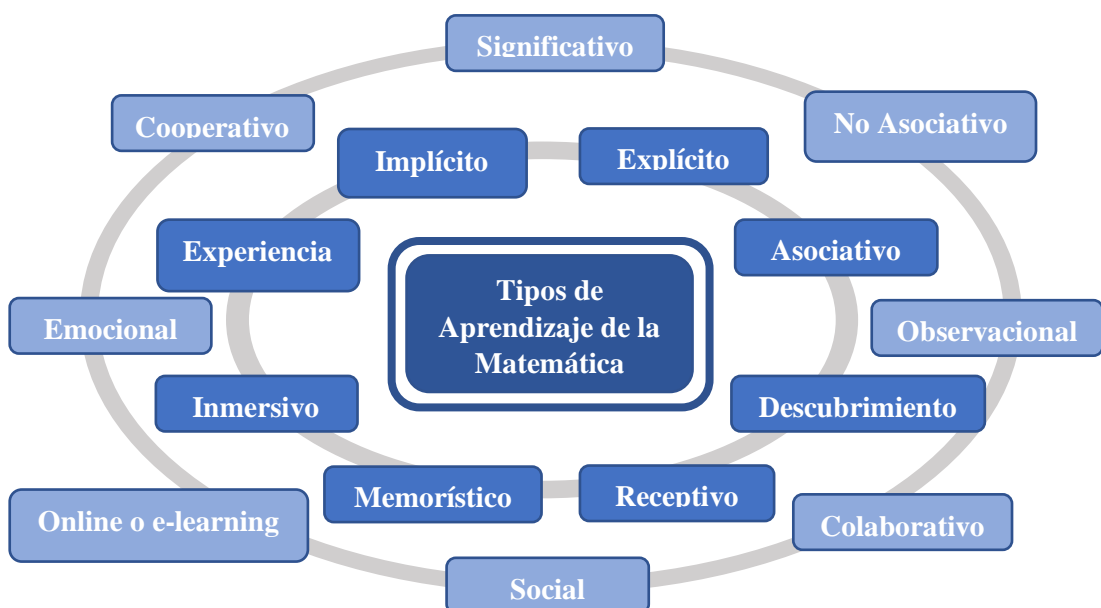 Significativo
Cooperativo
No Asociativo
Implícito
Explícito
Experiencia
Asociativo
Tipos de
Aprendizaje de la
Matemática
Emocional
Observacional
Inmersivo
Descubrimiento
Memorístico
Receptivo
Online o e-learning
Colaborativo
Social